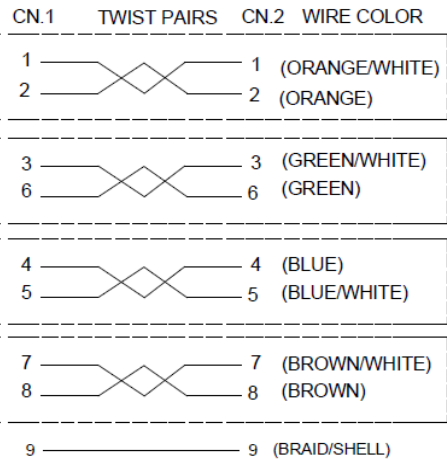 CN.1 TWIST PAIRS CN.2 WIRE COLOR
1 1 (ORANGE/WHITE)
2 2 (ORANGE)
3 3 (GREEN/WHITE)
6 6 (GREEN)
4 4 (BLUE)
5 5 (BLUE/WHITE)
7 7 (BROWN/WHITE)
8 8 (BROWN)
9 9 (BRAID/SHELL)